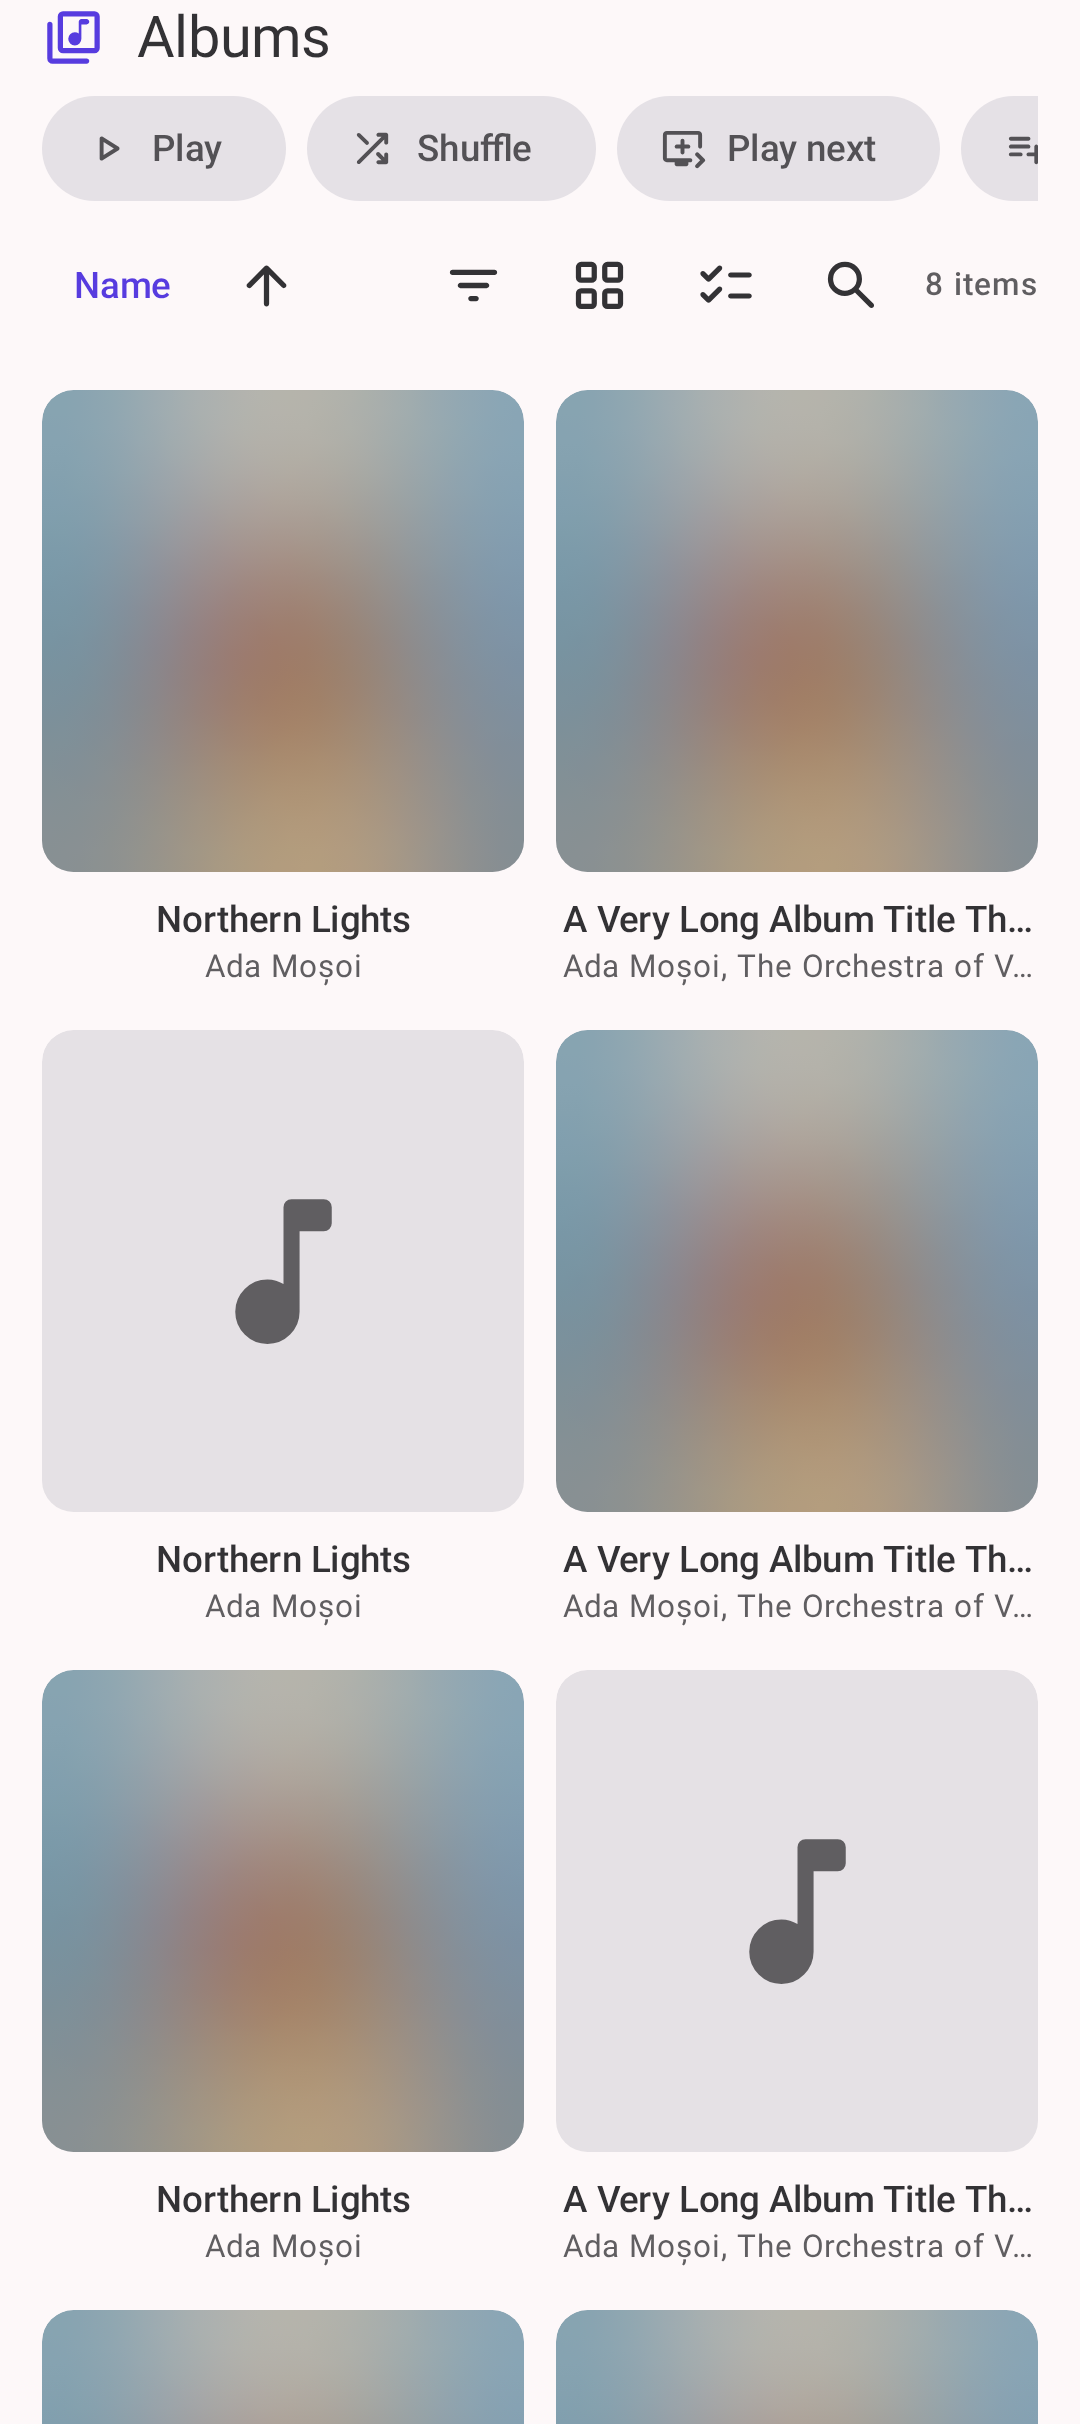 Albums
Play
Shuffle
Play next
Name
8 items
Northern Lights
Ada Moșoi
A Very Long Album Title Th...
Ada Moșoi, The Orchestra of V...
Northern Lights
Ada Moșoi
A Very Long Album Title Th...
Ada Moșoi, The Orchestra of V...
Northern Lights
Ada Moșoi
A Very Long Album Title Th...
Ada Moșoi, The Orchestra of V...